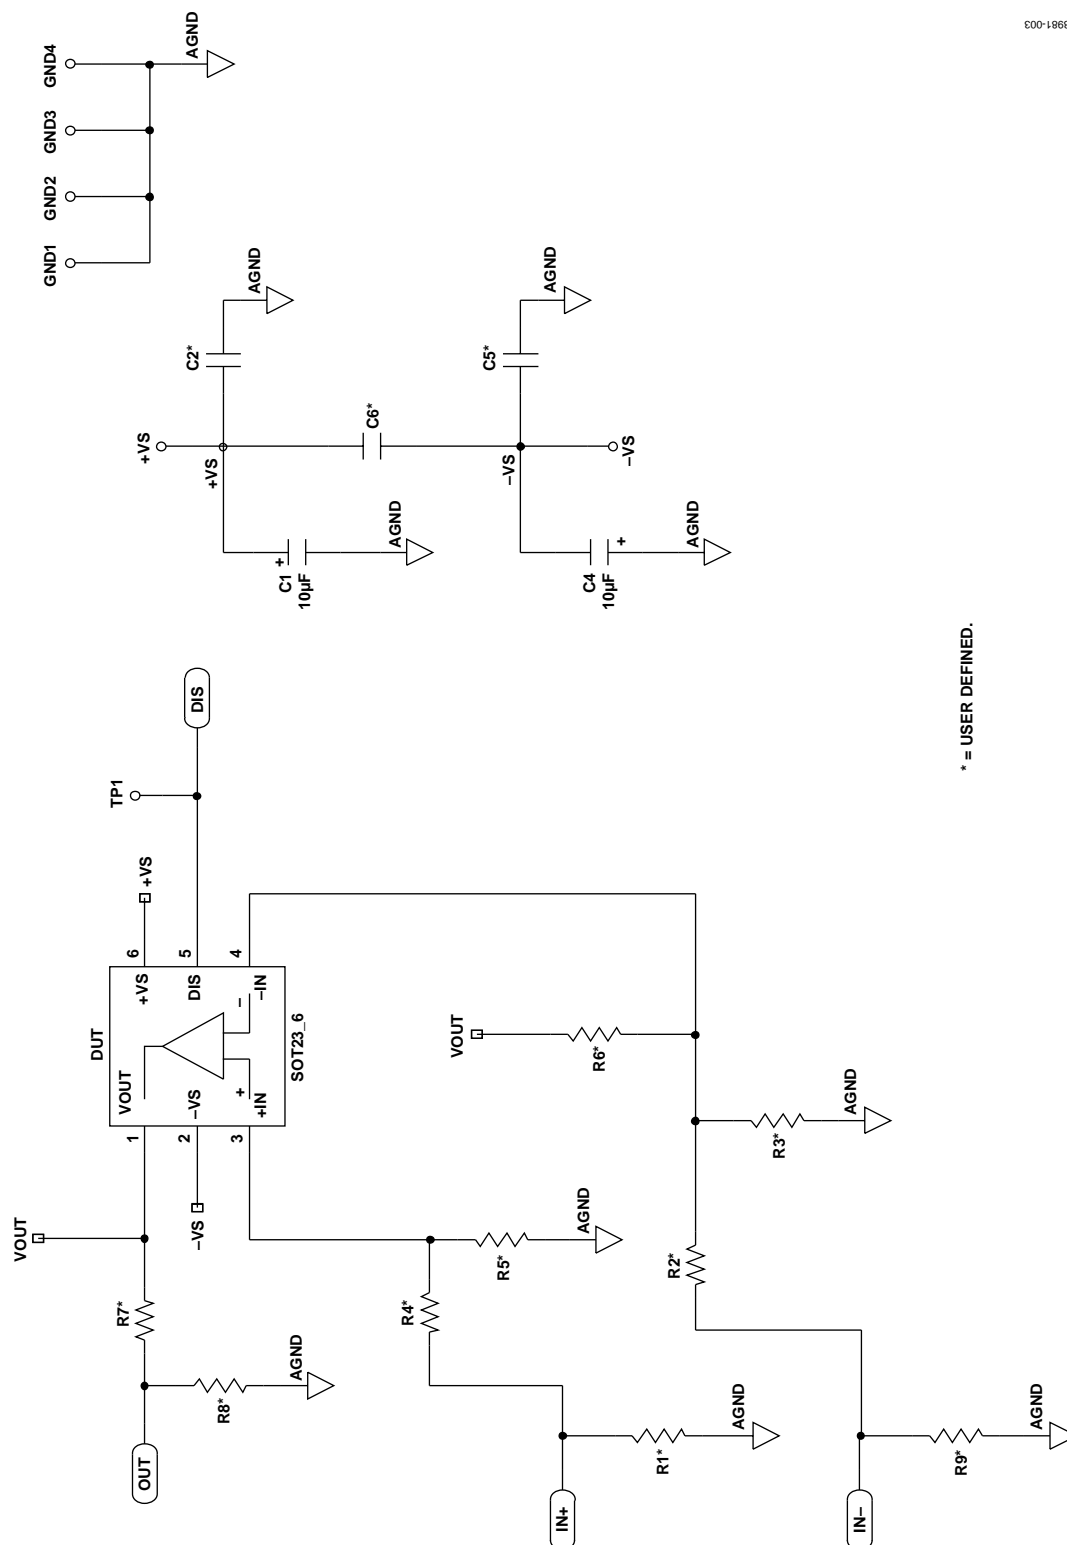 8981-003
GND1
GND2
GND3
GND4
AGND
+VS
+VS
C2*
AGND
C1
10µF
+
AGND
C6*
–VS
C5*
AGND
C4
10µF
+
AGND
–VS
DIS
TP1
+VS
DUT
VOUT
–VS
+IN
+
–
+VS
DIS
–IN
SOT23_6
1
2
3
6
5
4
VOUT
–VS
R7*
R8*
AGND
OUT
R4*
R5*
AGND
IN+
R1*
AGND
VOUT
R6*
R2*
R3*
AGND
IN–
R9*
AGND
* = USER DEFINED.